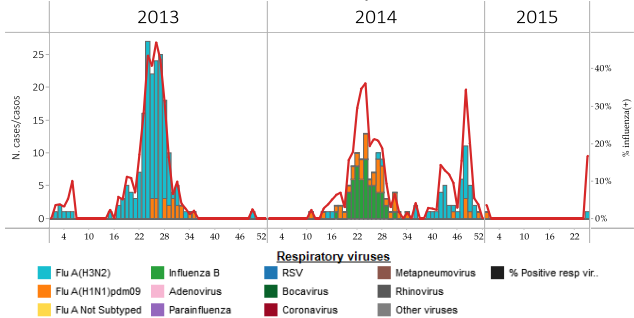 2013 2014 2015
N. cases/casos
25
20
15
10
5
0
40%
30%
20%
10%
0%
% influenza(+)
4 10 16 22 28 34 40 46 52 4 10 16 22 28 34 40 46 52 4 10 16 22
Respiratory viruses
Flu A(H3N2) Influenza B RSV Metapneumovirus % Positive resp vir..
Flu A(H1N1)pdm09 Adenovirus Bocavirus Rhinovirus
Flu A Not Subtyped Parainfluenza Coronavirus Other viruses